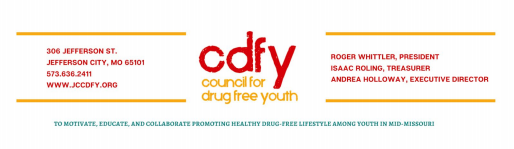 306 JEFFERSON ST.
JEFFERSON CITY, MO 65101
573.636.2411
WWW.JCCDFY.ORG
cdfy
council for
drug free youth
ROGER WHITTLER, PRESIDENT
ISAAC ROLING, TREASURER
ANDREA HOLLOWAY, EXECUTIVE DIRECTOR
TO MOTIVATE, EDUCATE, AND COLLABORATE PROMOTING HEALTHY DRUG-FREE LIFESTYLE AMONG YOUTH IN MID-MISSOURI